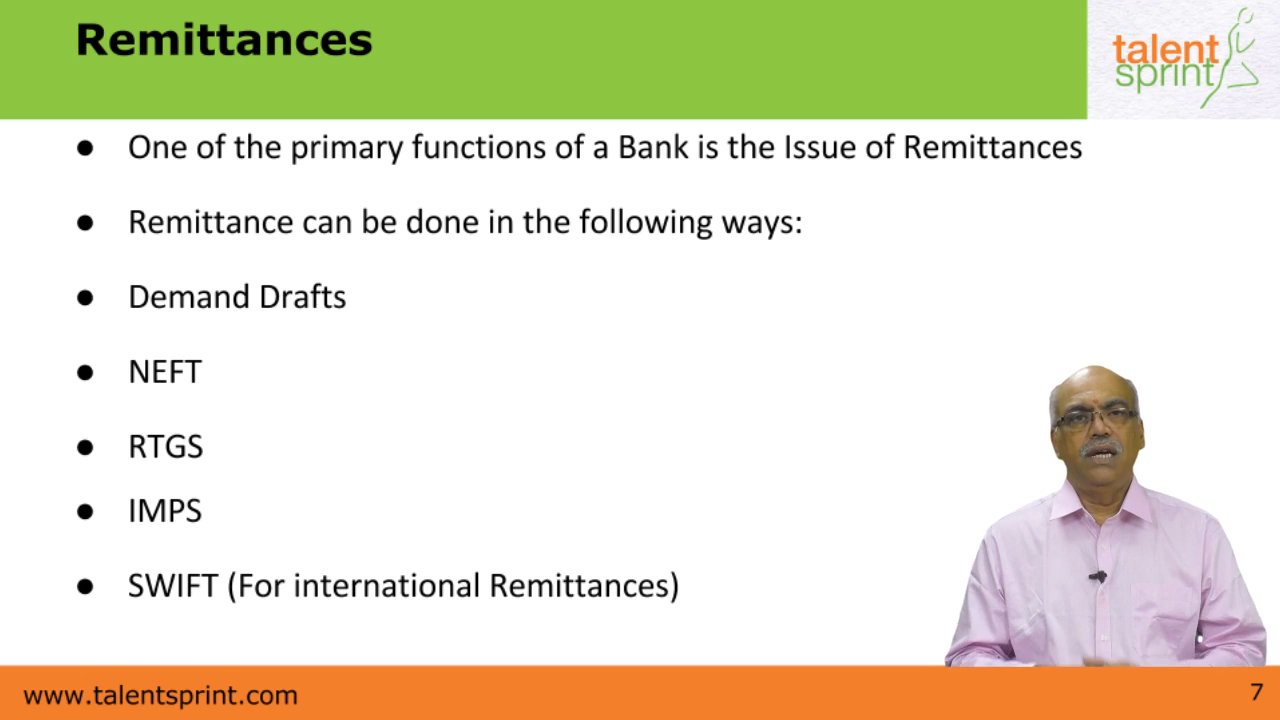 Remittances
talent
sprint
● One of the primary functions of a Bank is the Issue of Remittances
● Remittance can be done in the following ways:
● Demand Drafts
● NEFT
● RTGS
● IMPS
● SWIFT (For international Remittances)
www.talentsprint.com
7